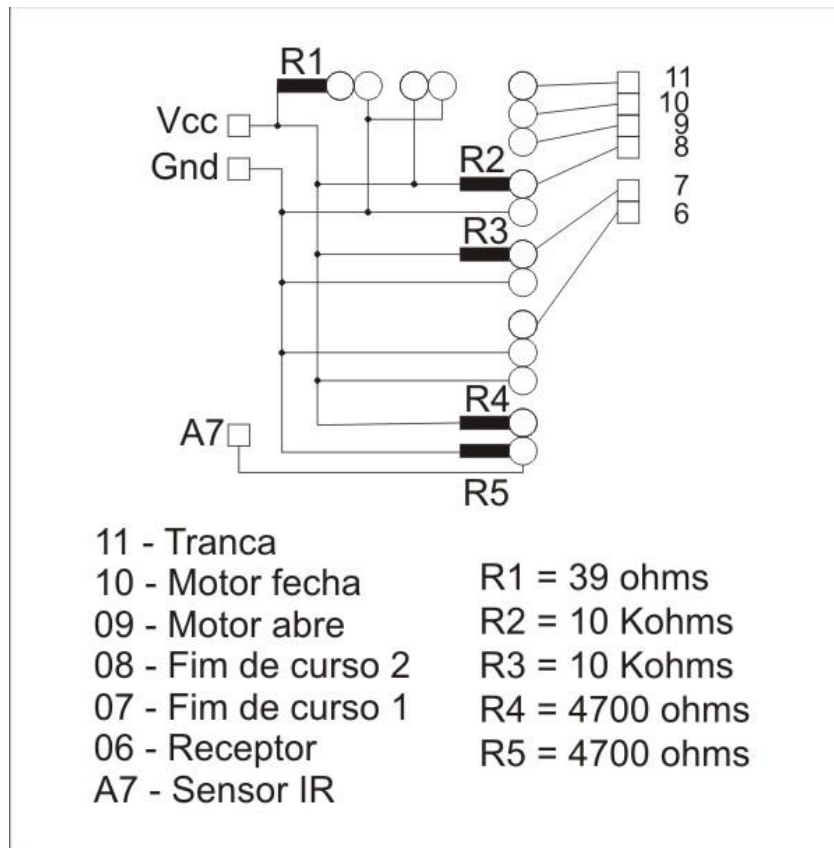 R1
11
10
Vcc
9
8
Gnd
R2
7
6
R3
R4
A7
R5
11 - Tranca
10 - Motor fecha
09 - Motor abre
08 - Fim de curso 2
07 - Fim de curso 1
06 - Receptor
A7 - Sensor IR
R1 = 39 ohms
R2 = 10 Kohms
R3 = 10 Kohms
R4 = 4700 ohms
R5 = 4700 ohms